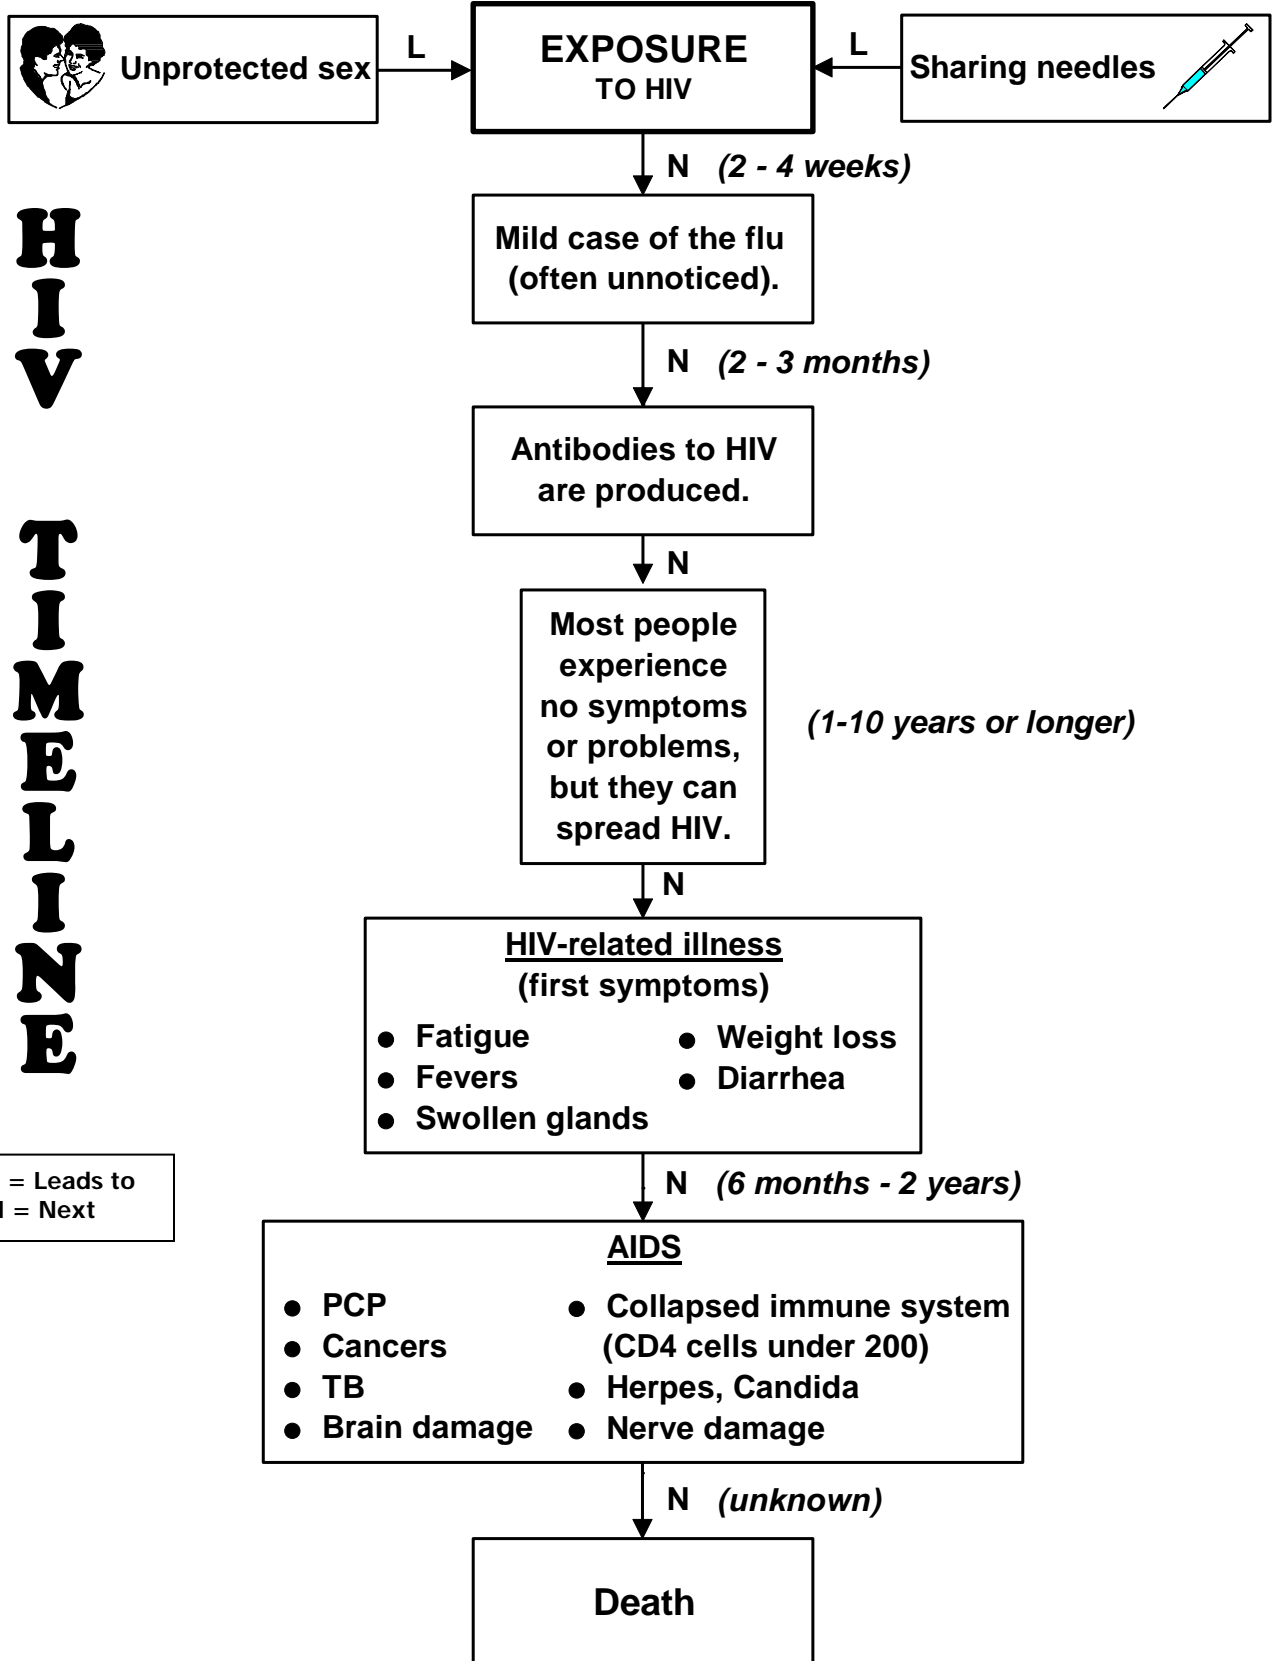 Unprotected sex
L
EXPOSURE
TO HIV
L
Sharing needles
N (2 - 4 weeks)
Mild case of the flu
(often unnoticed).
N (2 - 3 months)
Antibodies to HIV
are produced.
N
Most people
experience
no symptoms
or problems,
but they can
spread HIV.
(1-10 years or longer)
N
HIV-related illness
(first symptoms)
● Fatigue
● Fevers
● Swollen glands
● Weight loss
● Diarrhea
N (6 months - 2 years)
AIDS
● PCP
● Cancers
● TB
● Brain damage
● Collapsed immune system
(CD4 cells under 200)
● Herpes, Candida
● Nerve damage
N (unknown)
Death
HIV
TIMELINE
= Leads to
= Next